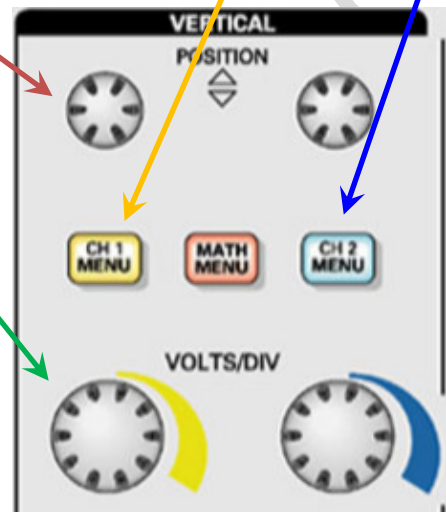 VERTICAL
POSITION
CH 1
MENU
MATH
MENU
CH 2
MENU
VOLTS/DIV